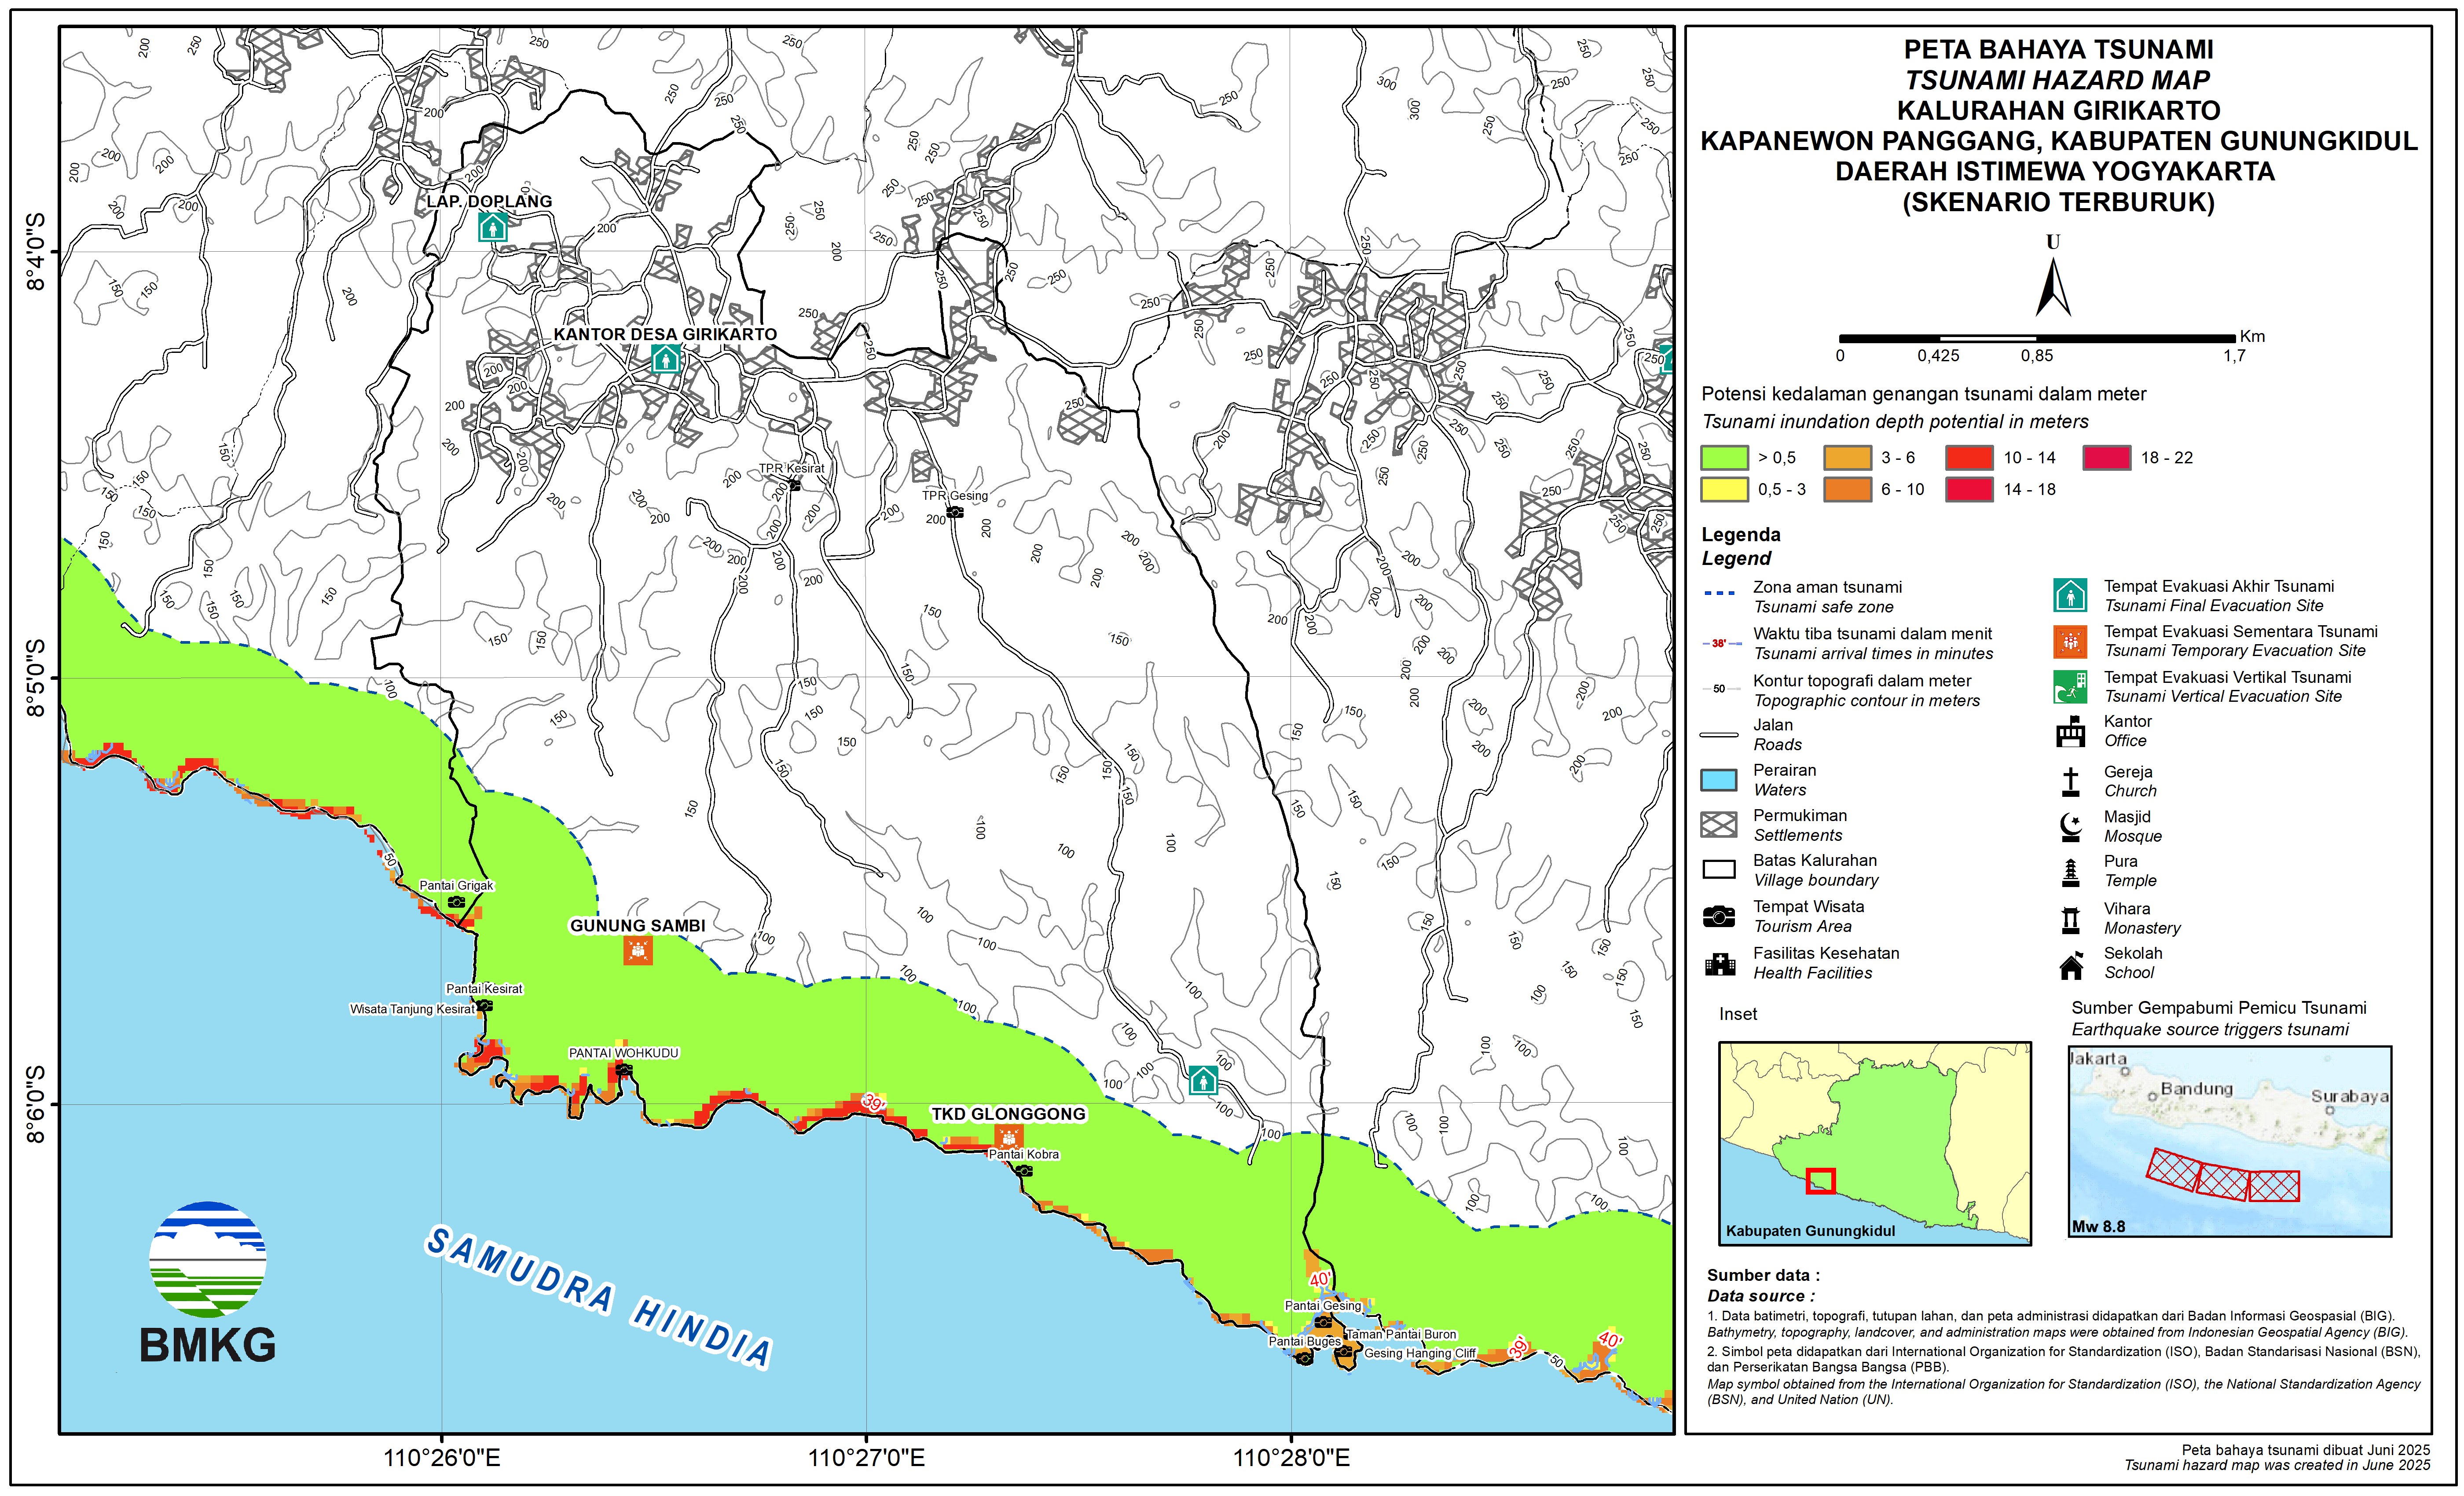 PETA BAHAYA TSUNAMI
TSUNAMI HAZARD MAP
KALURAHAN GIRIKARTO
KAPANEWON PANGGANG, KABUPATEN GUNUNGKIDUL
DAERAH ISTIMEWA YOGYAKARTA
(SKENARIO TERBURUK)
U
Km
0 0,425 0,85 1,7
Potensi kedalaman genangan tsunami dalam meter
Tsunami inundation depth potential in meters
> 0,5 3 - 6 10 - 14 18 - 22
0,5 - 3 6 - 10 14 - 18
Legenda
Legend
Zona aman tsunami
Tsunami safe zone
38'
Waktu tiba tsunami dalam menit
Tsunami arrival times in minutes
50
Kontur topografi dalam meter
Topographic contour in meters
Jalan
Roads
Perairan
Waters
Permukiman
Settlements
Batas Kalurahan
Village boundary
Tempat Wisata
Tourism Area
Fasilitas Kesehatan
Health Facilities
Tempat Evakuasi Akhir Tsunami
Tsunami Final Evacuation Site
Tempat Evakuasi Sementara Tsunami
Tsunami Temporary Evacuation Site
Tempat Evakuasi Vertikal Tsunami
Tsunami Vertical Evacuation Site
Kantor
Office
Gereja
Church
Masjid
Mosque
Pura
Temple
Vihara
Monastery
Sekolah
School
Inset
Kabupaten Gunungkidul
Sumber Gempabumi Pemicu Tsunami
Earthquake source triggers tsunami
Jakarta
Bandung
Surabaya
Mw 8.8
Sumber data :
Data source :
1. Data batimetri, topografi, tutupan lahan, dan peta administrasi didapatkan dari Badan Informasi Geospasial (BIG).
Bathymetry, topography, landcover, and administration maps were obtained from Indonesian Geospatial Agency (BIG).
2. Simbol peta didapatkan dari International Organization for Standardization (ISO), Badan Standarisasi Nasional (BSN),
dan Perserikatan Bangsa Bangsa (PBB).
Map symbol obtained from the International Organization for Standardization (ISO), the National Standardization Agency
(BSN), and United Nation (UN).
Peta bahaya tsunami dibuat Juni 2025
Tsunami hazard map was created in June 2025
8°4'0"S
8°5'0"S
8°6'0"S
110°26'0"E
110°27'0"E
110°28'0"E
LAP. DOPLANG
KANTOR DESA GIRIKARTO
TPR Kesirat
TPR Gesing
Pantai Grigak
GUNUNG SAMBI
Pantai Kesirat
Wisata Tanjung Kesirat
PANTAI WOHKUDU
39'
TKD GLONGGONG
Pantai Kobra
40'
Pantai Gesing
Pantai Buges
Taman Pantai Buron
Gesing Hanging Cliff
39'
50
40'
SAMUDRA HINDIA
BMKG